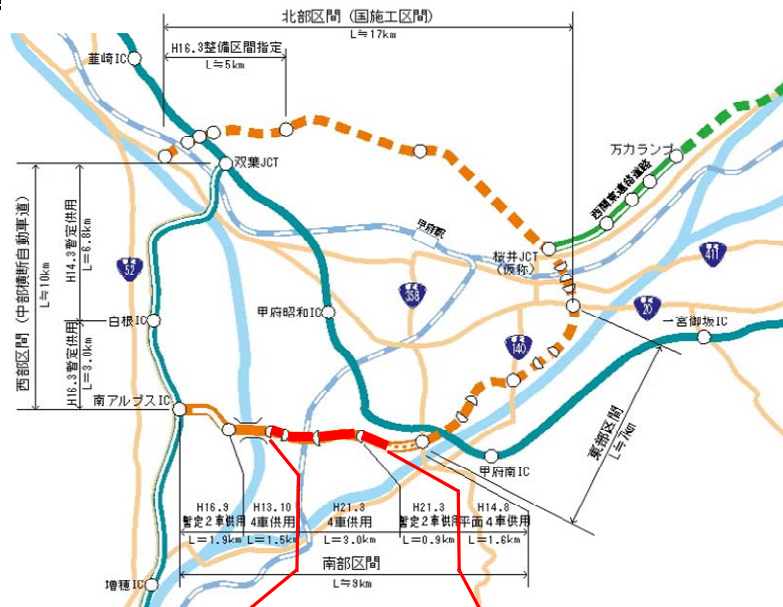 北部区間（国施工区間）
L≒17km
H16.3整備区間指定
L≒5km
韮崎IC
万力ランプ
双葉JCT
西関東連絡道路
甲府駅
桜井JCT
（仮称）
411
52
358
20
140
西部区間（中部横断自動車道）
L≒10km
H14.3暫定供用
L=6.8km
白根IC
甲府昭和IC
一宮御坂IC
L=3.0km
南アルプスIC
東部区間
L≒7km
甲府南IC
H16.9
暫定2車供用
L=1.9km
H13.10
4車供用
L=1.5km
H21.3
4車供用
L=3.0km
H21.3
暫定2車供用
L=0.9km
H14.8
平面4車供用
L=1.6km
南部区間
L≒9km
増穂IC